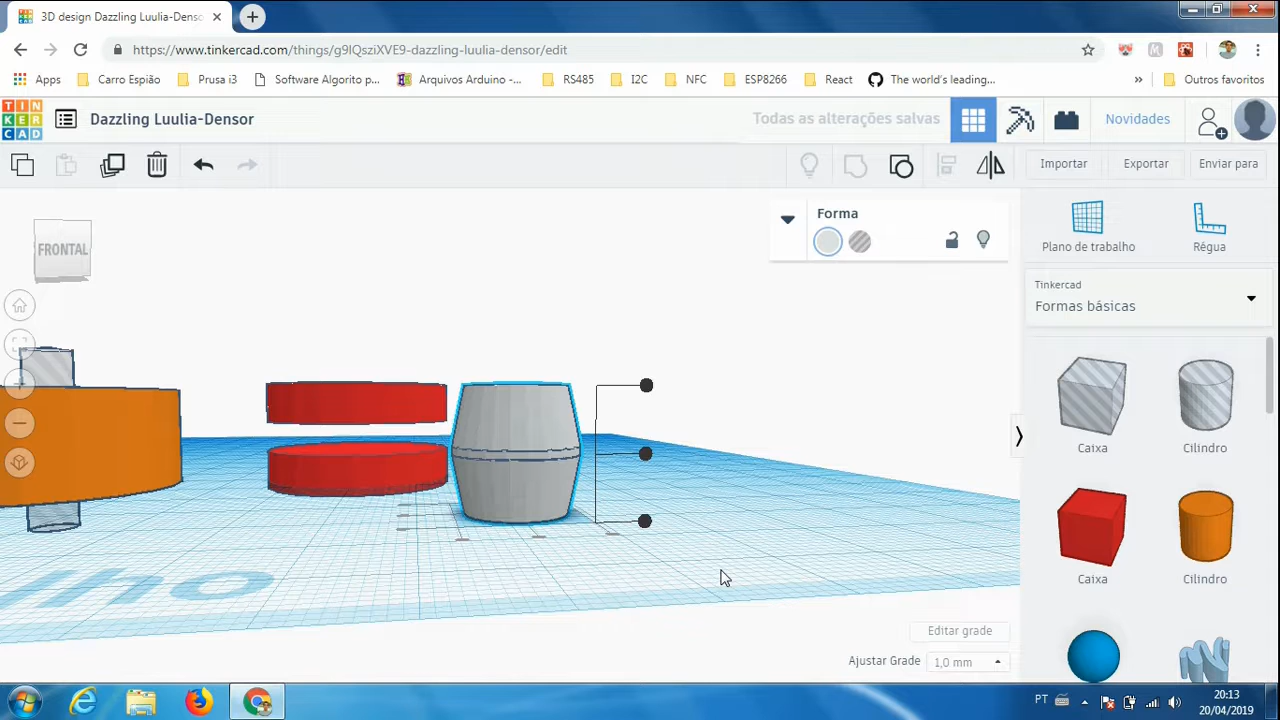 3D design Dazzling Luulia-Denso
https://www.tinkercad.com/things/g9lQsziXVE9-dazzling-luulia-densor/edit
Apps
Carro Espião
Prusa i3
Software Algorito p...
Arquivos Arduino -...
RS485
I2C
NFC
ESP8266
React
The world's leading...
»
Outros favoritos
TIN
KER
CAD
Dazzling Luulia-Densor
Todas as alterações salvas
Novidades
Importar
Exportar
Enviar para
FRONTAL
Forma
Plano de trabalho
Régua
Tinkercad
Formas básicas
Caixa
Cilindro
Caixa
Cilindro
lho
Editar grade
Ajustar Grade
1,0 mm
PT
20:13
20/04/2019